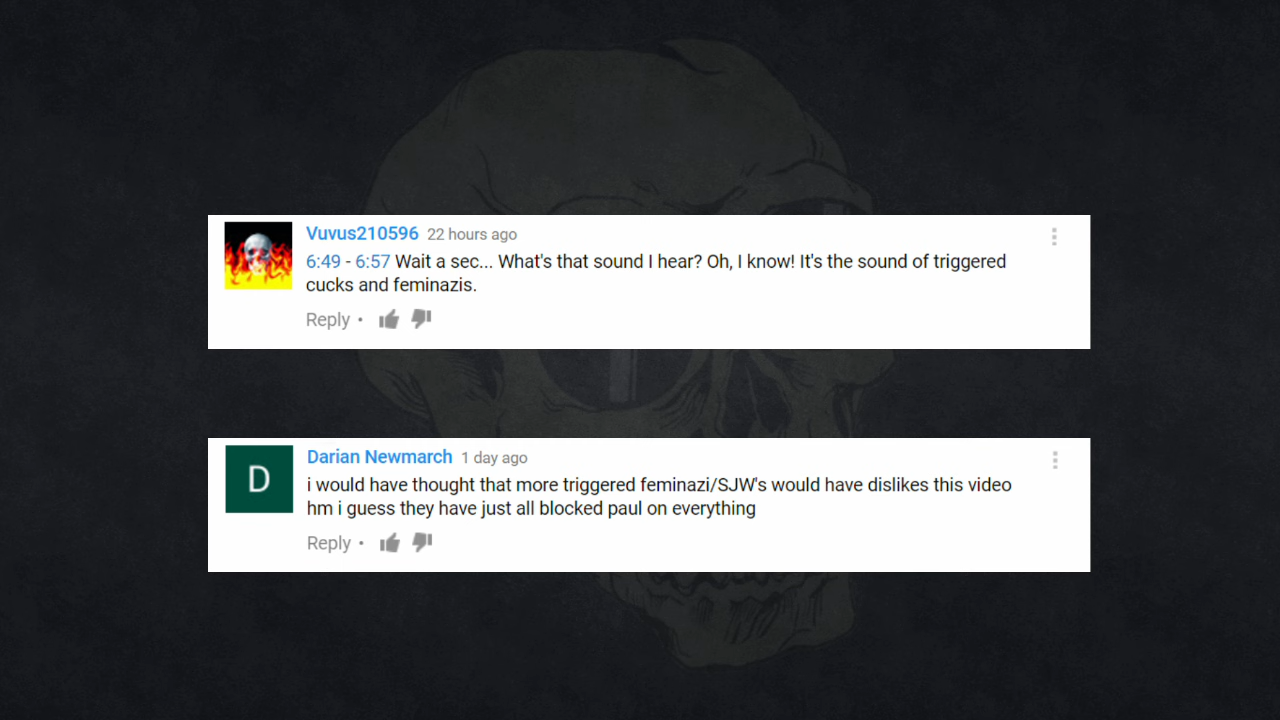 Vuvus210596 22 hours ago
6:49 - 6:57 Wait a sec... What's that sound I hear? Oh, I know! It's the sound of triggered
cucks and feminazis.
Reply •
D
Darian Newmarch 1 day ago
i would have thought that more triggered feminazi/SJW's would have dislikes this video
hm i guess they have just all blocked paul on everything
Reply •